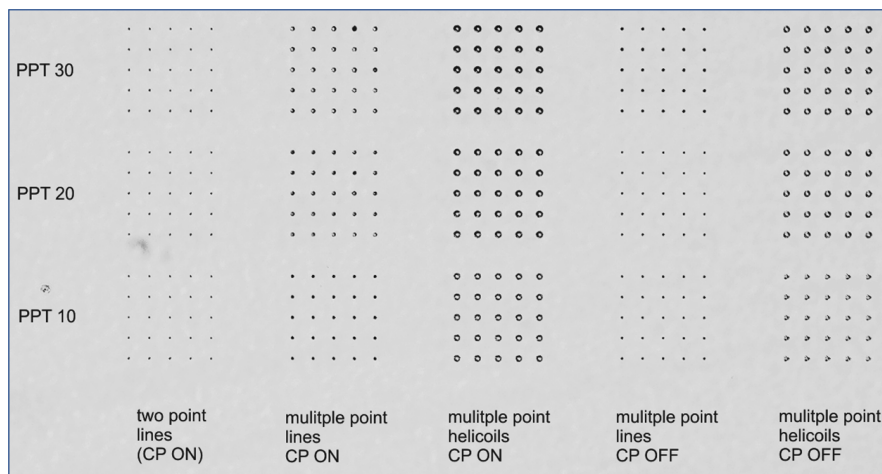 PPT 30
PPT 20
PPT 10
two point
lines
(CP ON)
mulitple point
lines
CP ON
mulitple point
helicoils
CP ON
mulitple point
lines
CP OFF
mulitple point
helicoils
CP OFF